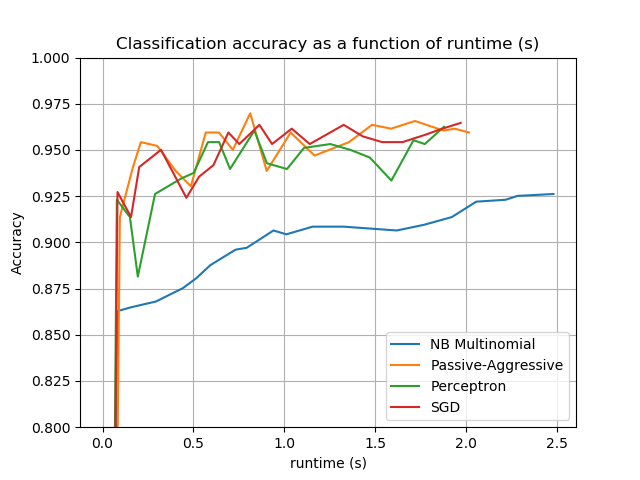 Classification accuracy as a function of runtime (s)
1.000
0.975
0.950
0.925
0.900
0.875
0.850
0.825
0.800
Accuracy
NB Multinomial
Passive-Aggressive
Perceptron
SGD
0.0 0.5 1.0 1.5 2.0 2.5
runtime (s)